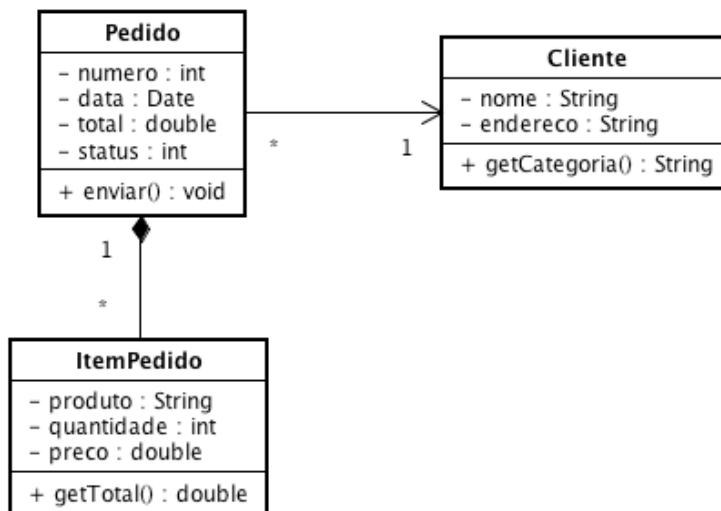 Pedido
- numero : int
- data : Date
- total : double
- status : int
+ enviar() : void
Cliente
- nome : String
- endereco : String
+ getCategoria() : String
*
1
1
*
ItemPedido
- produto : String
- quantidade : int
- preco : double
+ getTotal() : double